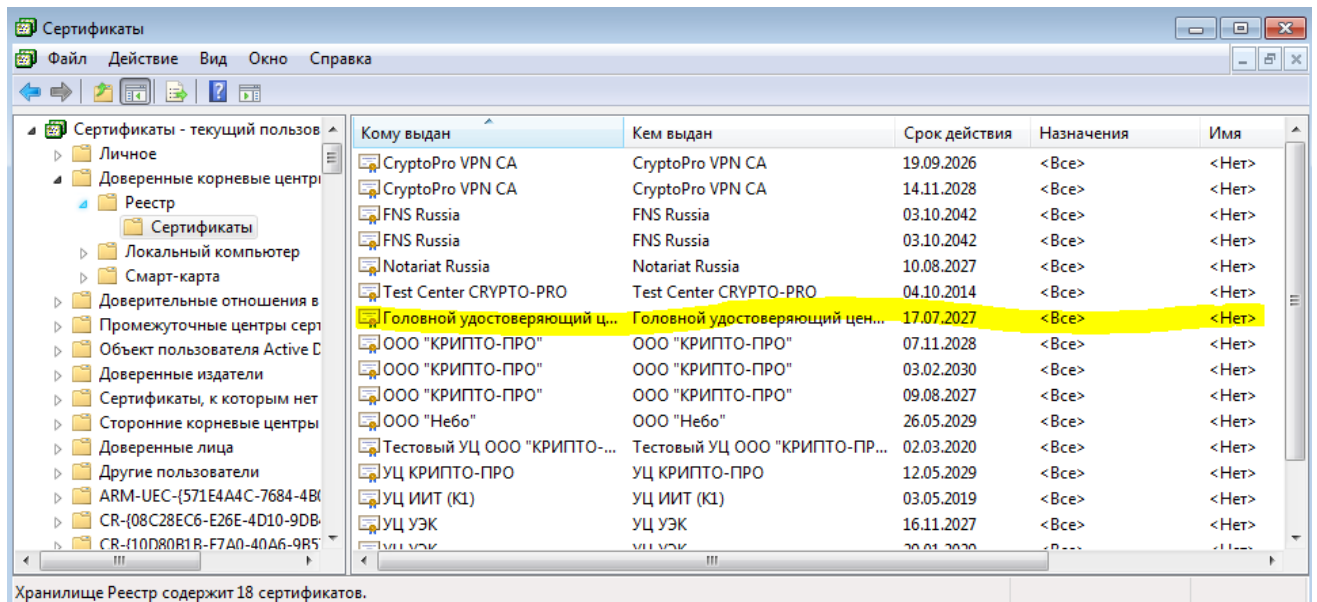 Сертификаты
Файл Действие Вид Окно Справка
Сертификаты - текущий пользов
Личное
Доверенные корневые центры
Реестр
Сертификаты
Локальный компьютер
Смарт-карта
Доверительные отношения в
Промежуточные центры серт
Объект пользователя Active D
Доверенные издатели
Сертификаты, к которым нет
Сторонние корневые центры
Доверенные лица
Другие пользователи
ARM-UEC-{571E4A4C-7684-4B0
CR-{08C28EC6-E26E-4D10-9DB
CR-{10D80B1B-F7A0-40A6-9B5
Кому выдан Кем выдан Срок действия Назначения Имя
CryptoPro VPN CA CryptoPro VPN CA 19.09.2026 <Все> <Нет>
CryptoPro VPN CA CryptoPro VPN CA 14.11.2028 <Все> <Нет>
FNS Russia FNS Russia 03.10.2042 <Все> <Нет>
FNS Russia FNS Russia 03.10.2042 <Все> <Нет>
Notariat Russia Notariat Russia 10.08.2027 <Все> <Нет>
Test Center CRYPTO-PRO Test Center CRYPTO-PRO 04.10.2014 <Все> <Нет>
Головной удостоверяющий ц... Головной удостоверяющий цен... 17.07.2027 <Все> <Нет>
ООО "КРИПТО-ПРО" ООО "КРИПТО-ПРО" 07.11.2028 <Все> <Нет>
ООО "КРИПТО-ПРО" ООО "КРИПТО-ПРО" 03.02.2030 <Все> <Нет>
ООО "КРИПТО-ПРО" ООО "КРИПТО-ПРО" 09.08.2027 <Все> <Нет>
ООО "Небо" ООО "Небо" 26.05.2029 <Все> <Нет>
Тестовый УЦ ООО "КРИПТО-... Тестовый УЦ ООО "КРИПТО-ПР... 02.03.2020 <Все> <Нет>
УЦ КРИПТО-ПРО УЦ КРИПТО-ПРО 12.05.2029 <Все> <Нет>
УЦ ИИТ (К1) УЦ ИИТ (К1) 03.05.2019 <Все> <Нет>
УЦ УЭК УЦ УЭК 16.11.2027 <Все> <Нет>
УЦ УЭК УЦ УЭК
Хранилище Реестр содержит 18 сертификатов.